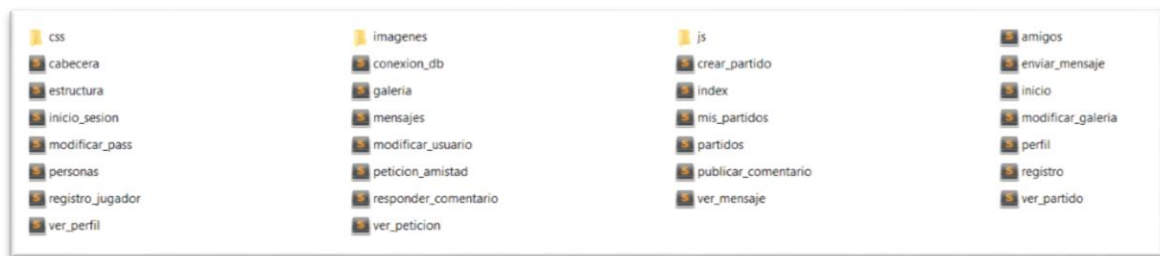 css imagenes js amigos
cabecera conexion_db crear_partido enviar_mensaje
estructura galeria index inicio
inicio_sesion mensajes mis_partidos modificar_galeria
modificar_pass modificar_usuario partidos perfil
personas peticion_amistad publicar_comentario registro
registro_jugador responder_comentario ver_mensaje ver_partido
ver_perfil ver_peticion